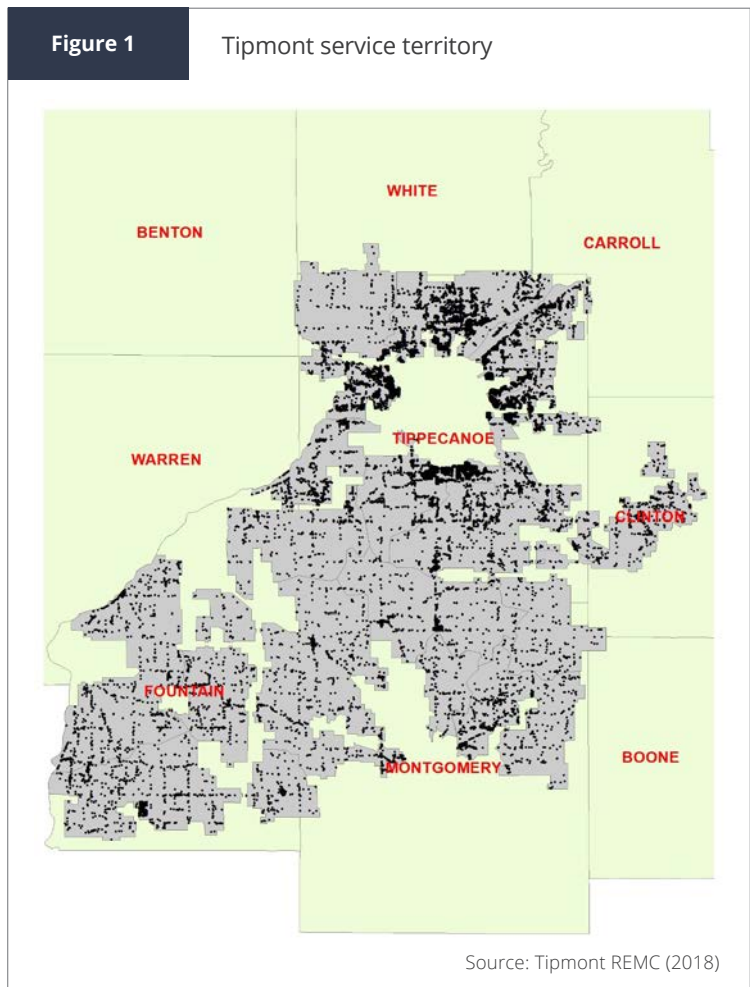 Figure 1
Tipmont service territory
WHITE
BENTON
CARROLL
TIPPECANOE
WARREN
CLINTON
FOUNTAIN
BOONE
MONTGOMERY
Source: Tipmont REMC (2018)